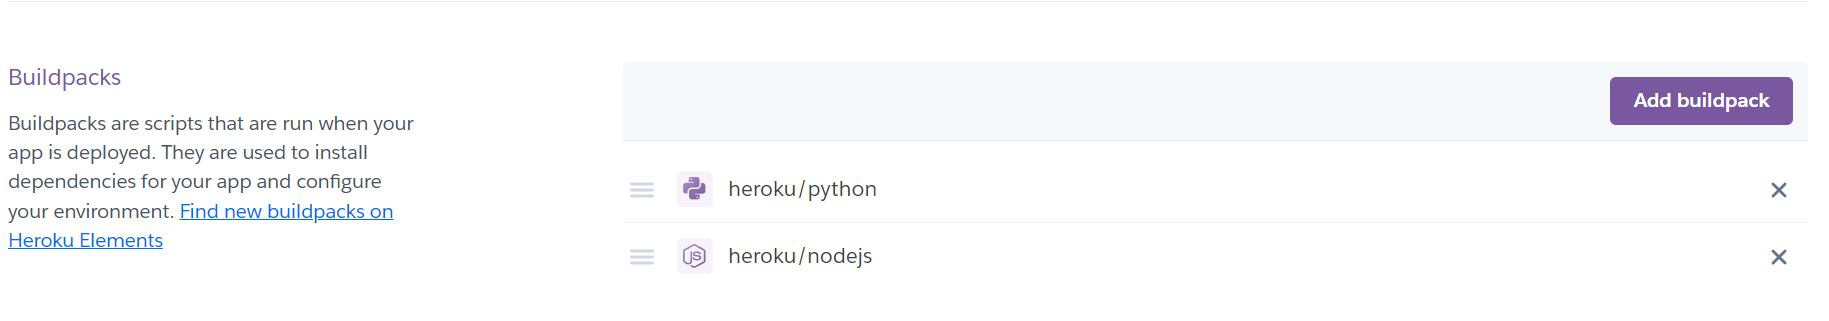 Buildpacks
Buildpacks are scripts that are run when your
app is deployed. They are used to install
dependencies for your app and configure
your environment. Find new buildpacks on
Heroku Elements
Add buildpack
heroku/python
heroku/nodejs